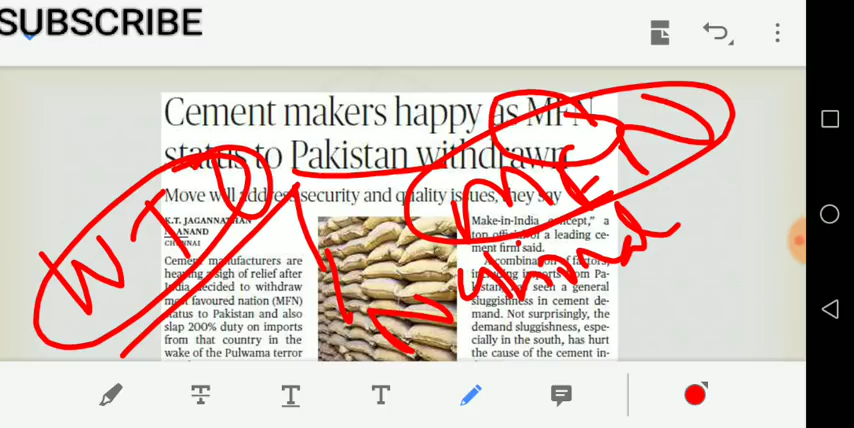 SUBSCRIBE
Cement makers happy as MFN
status to Pakistan withdrawn
Move will address security and quality issues, they say
K.T. JAGANNATHAN
N. ANAND
CHENNAI
Cement manufacturers are
heaving a sigh of relief after
India decided to withdraw
most favoured nation (MFN)
status to Pakistan and also
slap 200% duty on imports
from that country in the
wake of the Pulwama terror
Make-in-India concept," a
top official of a leading ce-
ment firm said.
A combination of factors,
including imports from Pa-
kistan, seen a general
sluggishness in cement de-
mand. Not surprisingly, the
demand sluggishness, espe-
cially in the south, has hurt
the cause of the cement in-
WTO
MFN